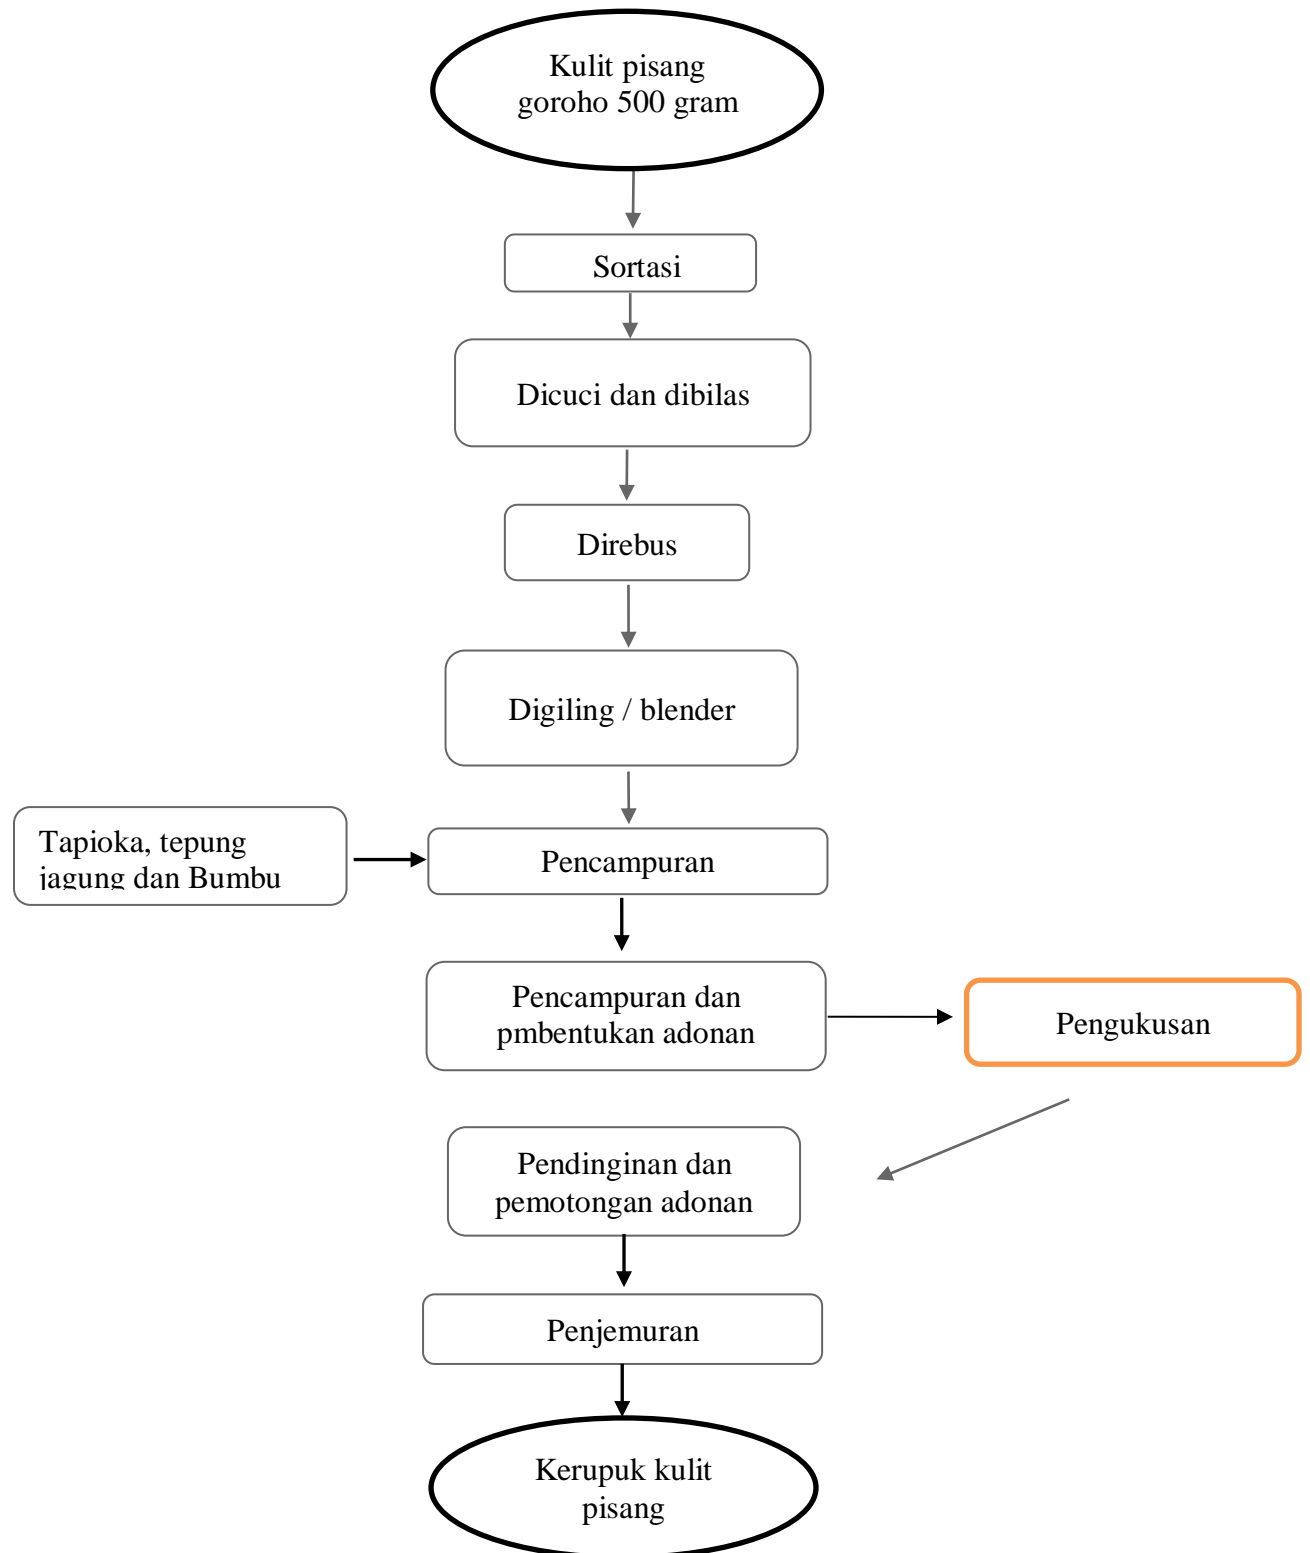 Kulit pisang
goroho 500 gram
Sortasi
Dicuci dan dibilas
Direbus
Digiling / blender
Tapioka, tepung
jagung dan Bumbu
Pencampuran
Pencampuran dan
pmbentukan adonan
Pengukusan
Pendinginan dan
pemotongan adonan
Penjemuran
Kerupuk kulit
pisang